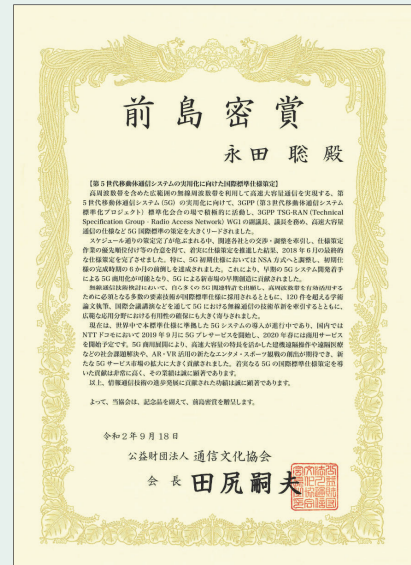 前島密賞
永田 聡 殿
【第5世代移動体通信システムの実用化に向けた国際標準仕様策定】
高周波数帯を含めた広範囲の無線周波数帯を利用して高速大容量通信を実現する、第
5世代移動体通信システム(5G)の実用化に向けて、3GPP(第3世代移動体通信システム
標準化プロジェクト)標準化会合の場で積極的に活動し、3GPP TSG-RAN (Technical
Specification Group - Radio Access Network) WG1の副議長、議長を務め、高速大容量
通信の仕様など5G国際標準の策定を大きくリードされました。
スケジュール通りの策定完了が危ぶまれる中、関連各社との交渉・調整を牽引し、仕様策定
作業の優先順位付け等の合意を得て、着実に仕様策定を推進した結果、2018年6月の最終的
な仕様策定を完了させました。特に、5G初期仕様においてはNSA方式へと調整し、初期仕
様の完成時期の6か月の前倒しを達成されました。これにより、早期の5Gシステム開発着手
による5G商用化が可能となり、5Gによる新市場の早期創造に貢献されました。
無線通信技術検討において、自ら多くの5G関連特許を出願し、高周波数帯を有効活用する
ために必須となる多数の要素技術が国際標準仕様に採用されるとともに、120件を超える学術
論文執筆、国際会議講演などを通して5Gにおける無線通信の技術革新を牽引するとともに、
広範な応用分野における有用性の確保にも大きく寄与されました。
現在は、世界中で本標準仕様に準拠した5Gシステムの導入が進行中であり、国内では
NTTドコモにおいて2019年9月に5Gプレサービスを開始し、2020年春には商用サービス
を開始予定です。5G商用展開により、高速大容量の特長を活かした建機遠隔操作や遠隔医療
などの社会課題解決や、AR・VR活用の新たなエンタメ・スポーツ観戦の創出が期待でき、新
たな5Gサービス市場の拡大に大きく貢献されました。着実なる5Gの国際標準仕様策定を導
いた貢献は非常に高く、その業績は誠に顕著であります。
以上、情報通信技術の進歩発展に貢献された功績は誠に顕著であります。
よって、当協会は、記念品を副えて、前島密賞を贈呈します。
令和2年9月18日
公益財団法人 通信文化協会
会長 田尻嗣夫